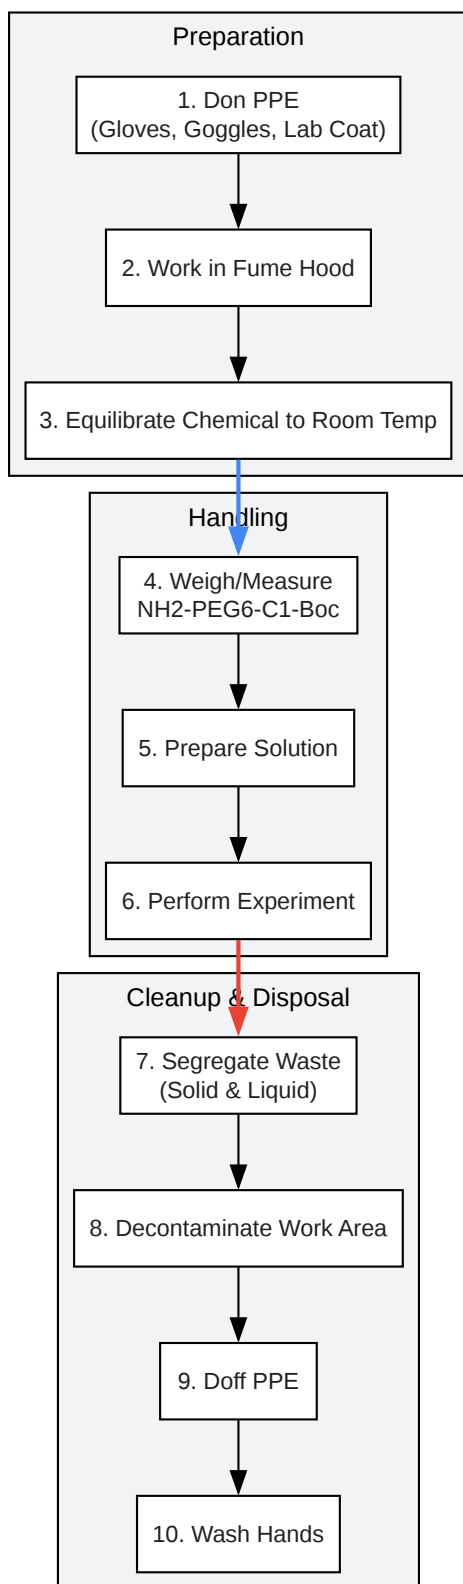 Preparation
1. Don PPE
(Gloves, Goggles, Lab Coat)
2. Work in Fume Hood
3. Equilibrate Chemical to Room Temp
Handling
4. Weigh/Measure
NH2-PEG6-C1-Boc
5. Prepare Solution
6. Perform Experiment
Cleanup & Disposal
7. Segregate Waste
(Solid & Liquid)
8. Decontaminate Work Area
9. Doff PPE
10. Wash Hands